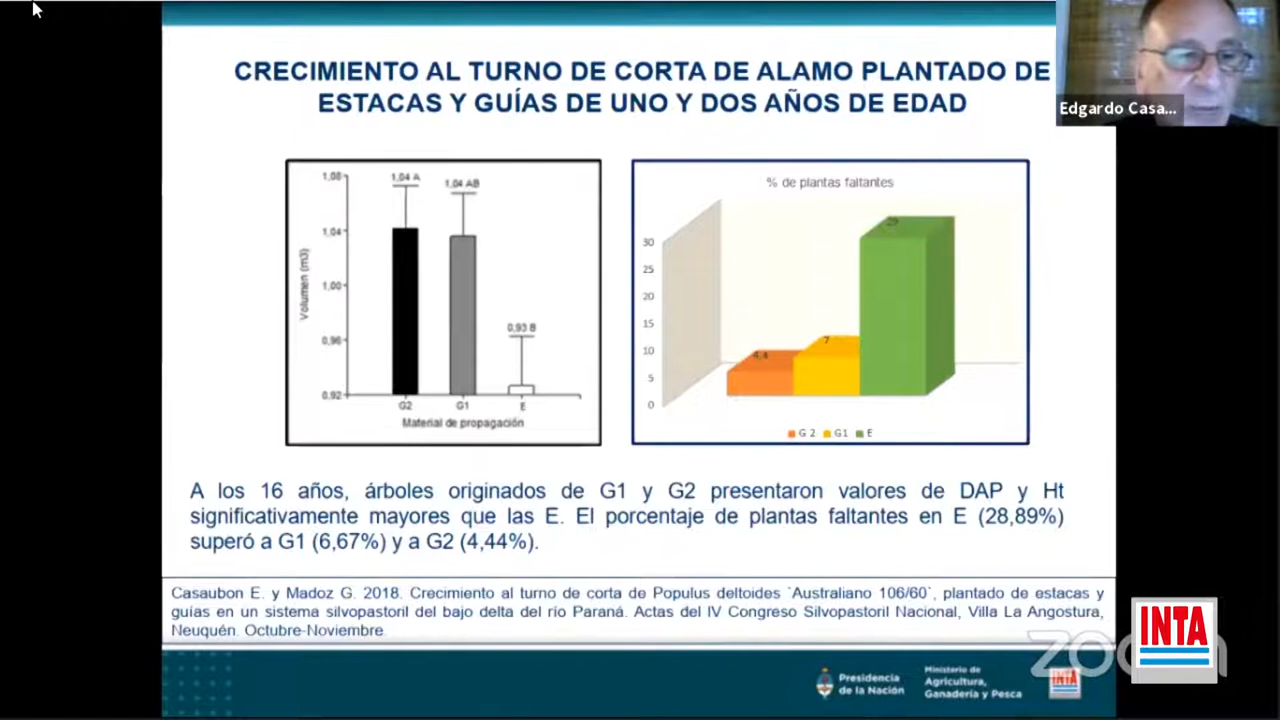 CRECIMIENTO AL TURNO DE CORTA DE ALAMO PLANTADO DE
ESTACAS Y GUÍAS DE UNO Y DOS AÑOS DE EDAD
Edgardo Casa...
1,08
1,04
1,00
0,96
0,92
Volumen (m3)
1,04 A
1,04 AB
0,93 B
G2
G1
E
Material de propagación
% de plantas faltantes
30
25
20
15
10
5
0
4,4
7
29
G 2
G1
E
A los 16 años, árboles originados de G1 y G2 presentaron valores de DAP y Ht
significativamente mayores que las E. El porcentaje de plantas faltantes en E (28,89%)
superó a G1 (6,67%) y a G2 (4,44%).
Casaubon E. y Madoz G. 2018. Crecimiento al turno de corta de Populus deltoides `Australiano 106/60`, plantado de estacas y
guías en un sistema silvopastoril del bajo delta del río Paraná. Actas del IV Congreso Silvopastoril Nacional, Villa La Angostura,
Neuquén. Octubre-Noviembre.
Presidencia
de la Nación
Ministerio de
Agricultura,
Ganadería y Pesca
INTA
zoom
INTA